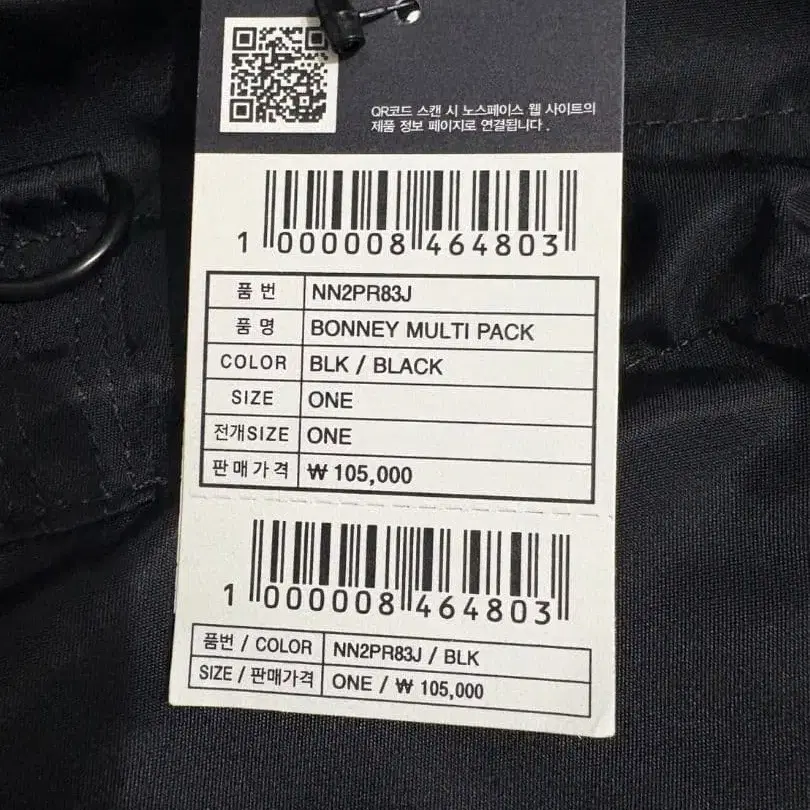 QR코드 스캔 시 노스페이스 웹 사이트의
제품 정보 페이지로 연결됩니다.
1 000008 464803
품 번 NN2PR83J
품 명 BONNEY MULTI PACK
COLOR BLK / BLACK
SIZE ONE
전개SIZE ONE
판매가격 ₩ 105,000
1 000008 464803
품번 / COLOR NN2PR83J / BLK
SIZE / 판매가격 ONE / ₩ 105,000